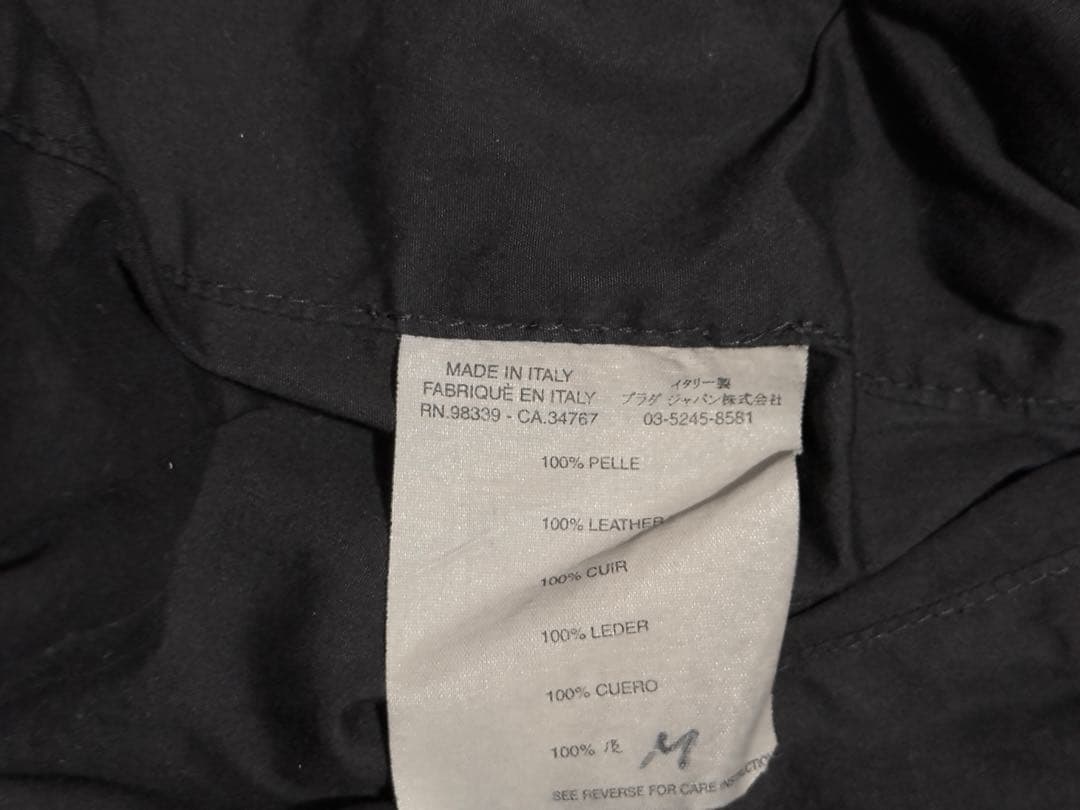 MADE IN ITALY
FABRIQUÈ EN ITALY
RN.98339 - CA.34767
イタリー製
プラダ ジャパン株式会社
03-5245-8581
100% PELLE
100% LEATHER
100% CUIR
100% LEDER
100% CUERO
100% 皮
M
SEE REVERSE FOR CARE